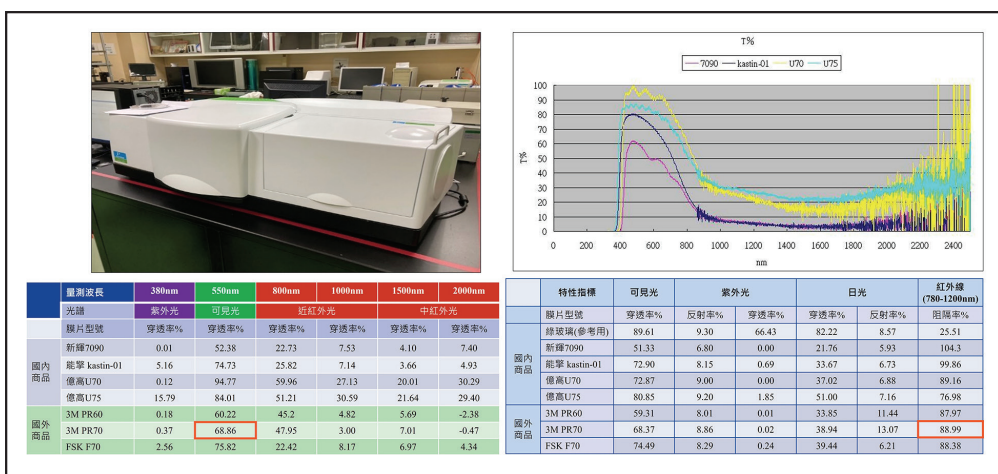 T%
7090 kastin-01 U70 U75
T%
100
90
80
70
60
50
40
30
20
10
0
0 200 400 600 800 1000 1200 1400 1600 1800 2000 2200 2400
nm
量測波長 380nm 550nm 800nm 1000nm 1500nm 2000nm
光譜 紫外光 可見光 近紅外光 中紅外光
膜片型號 穿透率% 穿透率% 穿透率% 穿透率% 穿透率% 穿透率%
國內商品
新輝7090 0.01 52.38 22.73 7.53 4.10 7.40
能擎 kastin-01 5.16 74.73 25.82 7.14 3.66 4.93
億高U70 0.12 94.77 59.96 27.13 20.01 30.29
億高U75 15.79 84.01 51.21 30.59 21.64 29.40
國外商品
3M PR60 0.18 60.22 45.2 4.82 5.69 -2.38
3M PR70 0.37 68.86 47.95 3.00 7.01 -0.47
FSK F70 2.56 75.82 22.42 8.17 6.97 4.34
特性指標 可見光 紫外光 日光 紅外線
(780-1200nm)
膜片型號 穿透率% 反射率% 穿透率% 穿透率% 反射率% 阻隔率%
國內商品
綠玻璃(參考用) 89.61 9.30 66.43 82.22 8.57 25.51
新輝7090 51.33 6.80 0.00 21.76 5.93 104.3
能擎 kastin-01 72.90 8.15 0.69 33.67 6.73 99.86
億高U70 72.87 9.00 0.00 37.02 6.88 89.16
億高U75 80.85 9.20 1.85 51.00 7.16 76.98
國外商品
3M PR60 59.31 8.01 0.01 33.85 11.44 87.97
3M PR70 68.37 8.86 0.02 38.94 13.07 88.99
FSK F70 74.49 8.29 0.24 39.44 6.21 88.38